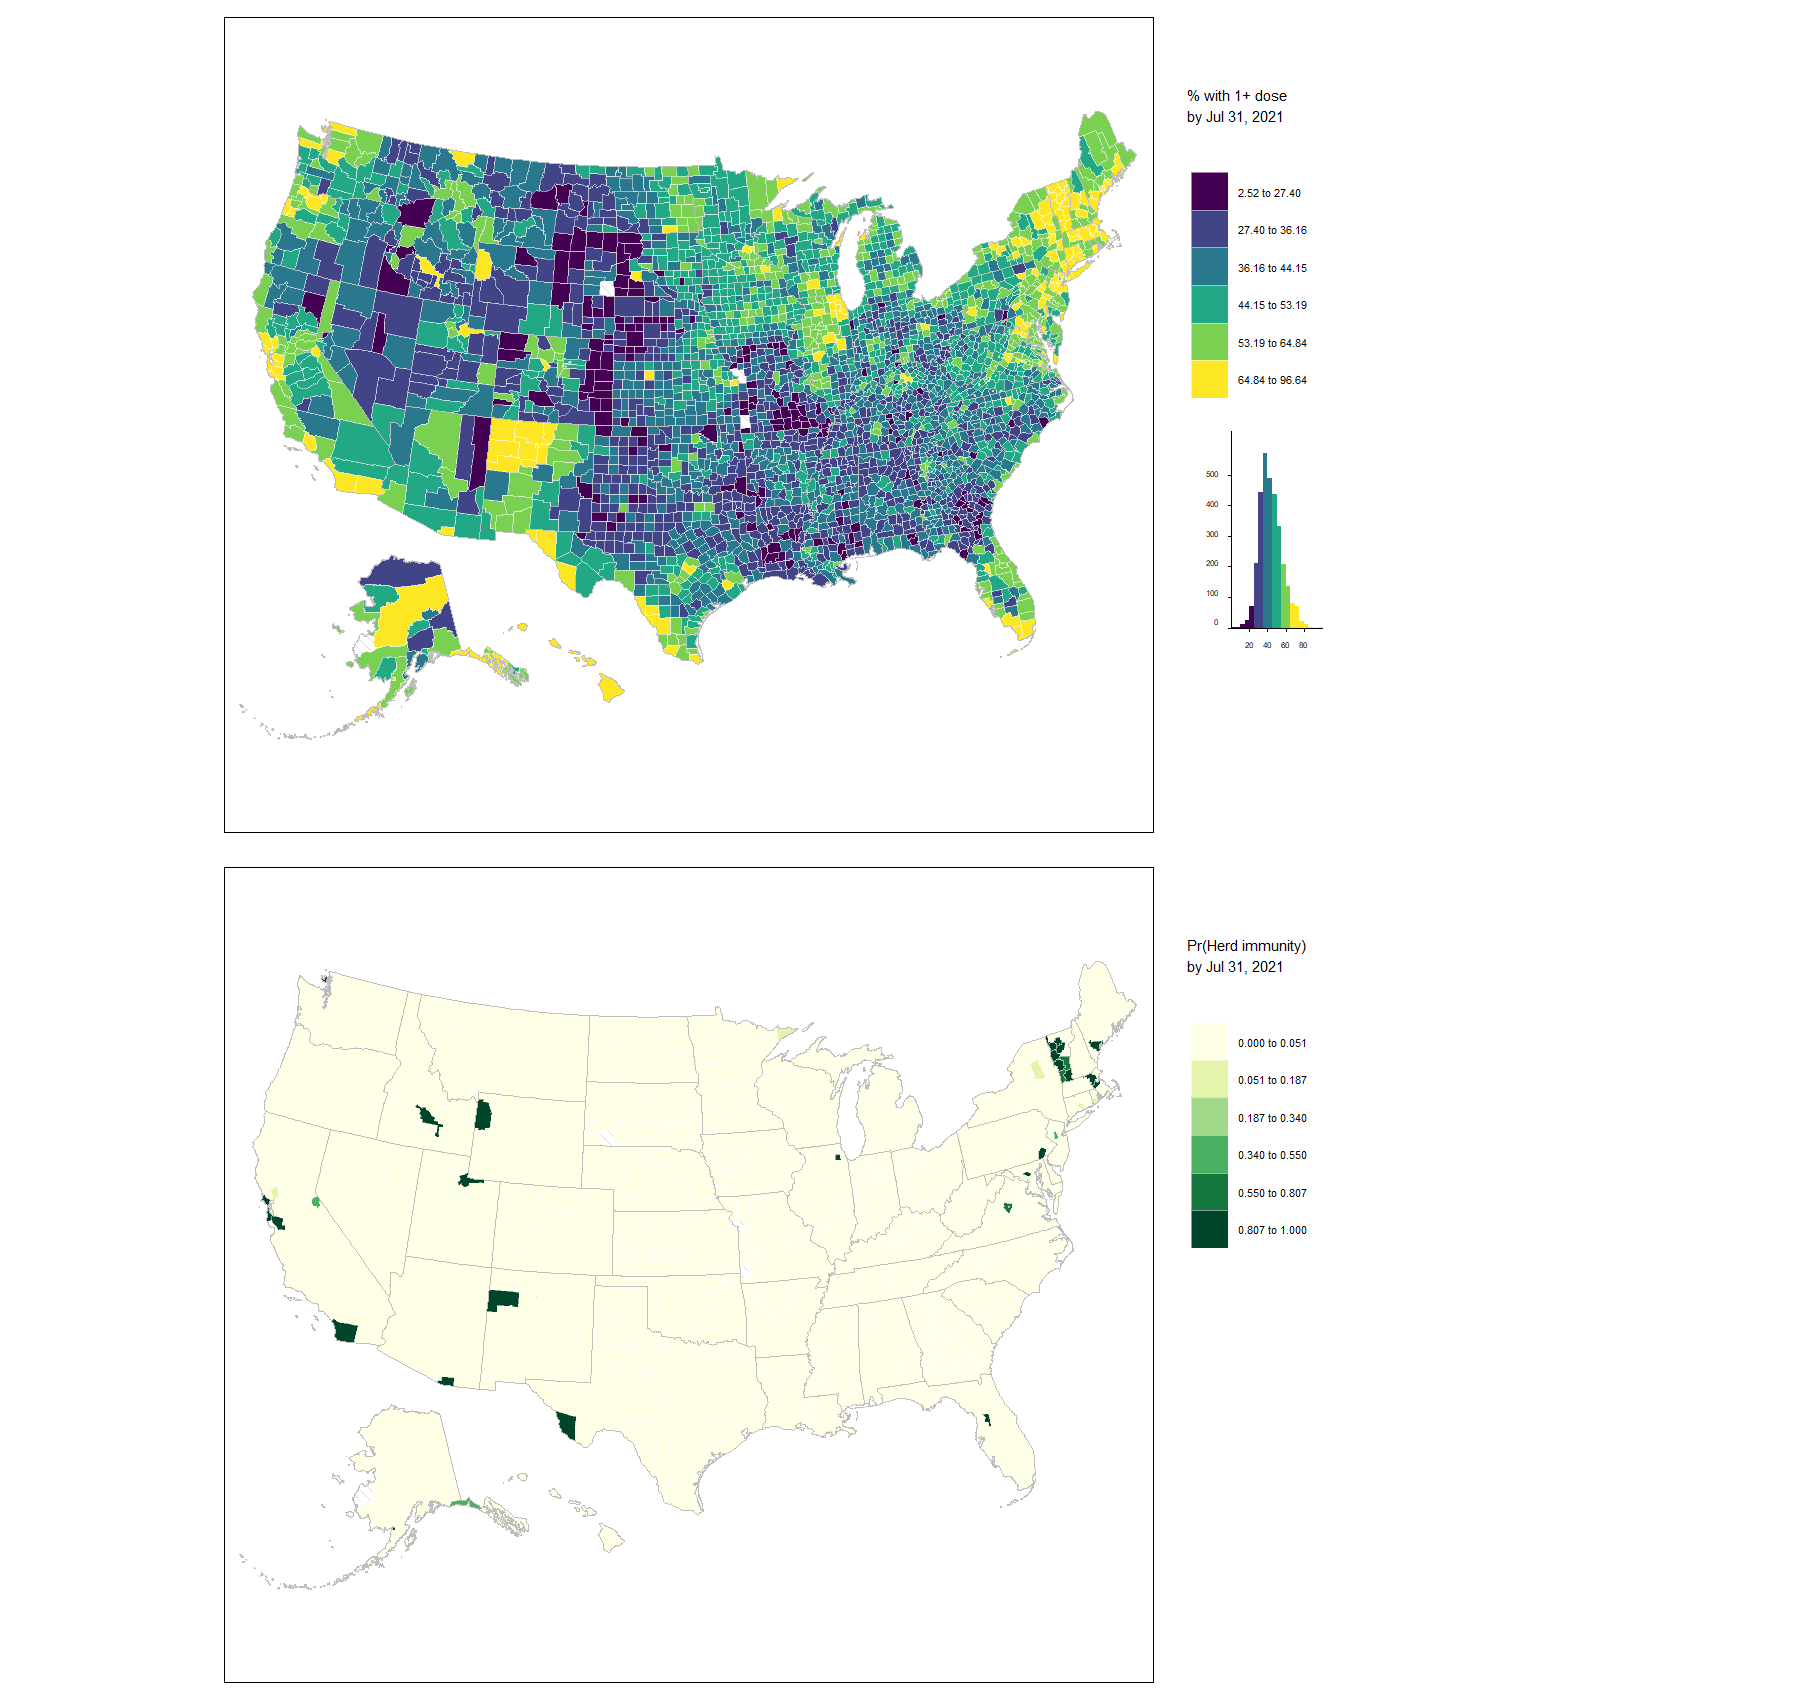 % with 1+ dose
by Jul 31, 2021
2.52 to 27.40
27.40 to 36.16
36.16 to 44.15
44.15 to 53.19
53.19 to 64.84
64.84 to 96.64
500
400
300
200
100
0
20 40 60 80
Pr(Herd immunity)
by Jul 31, 2021
0.000 to 0.051
0.051 to 0.187
0.187 to 0.340
0.340 to 0.550
0.550 to 0.807
0.807 to 1.000